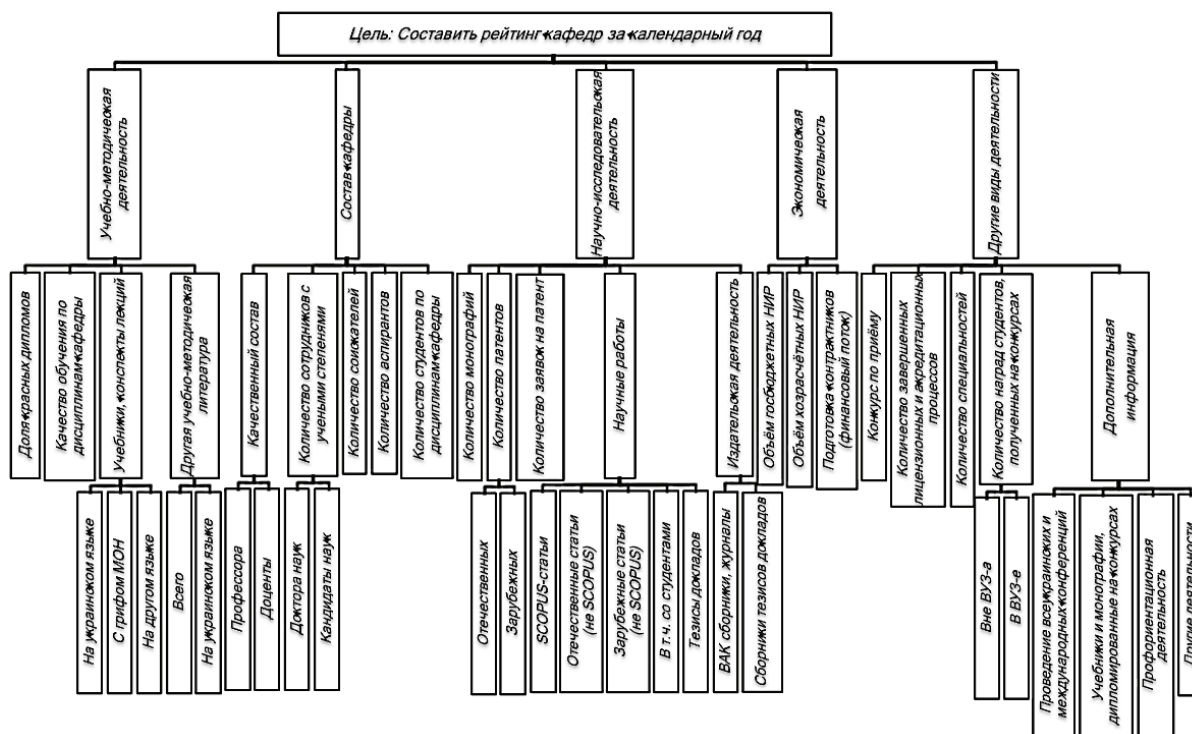 Цель: Составить рейтинг кафедр за календарный год
Учебно-методическая
деятельность
Состав кафедры
Научно-исследовательская
деятельность
Экономическая
деятельность
Другие виды деятельности
Доля красных дипломов
Качество обучения по
дисциплинам кафедры
Учебники, конспекты лекций
Другая учебно-методическая
литература
Качественный состав
Количество сотрудников с
учеными степенями
Количество соискателей
Количество аспирантов
Количество студентов по
дисциплинам кафедры
Количество монографий
Количество патентов
Количество заявок на патент
Научные работы
Издательская деятельность
Объём госбюджетных НИР
Объём хозрасчётных НИР
Подготовка контрактников
(финансовый поток)
Конкурс по приёму
Количество завершенных
лицензионных и акредитационных
процессов
Количество специальностей
Количество наград студентов,
полученных на конкурсах
Дополнительная
информация
На украинском языке
С грифом МОН
На другом языке
Всего
На украинском языке
Профессора
Доценты
Доктора наук
Кандидаты наук
Отечественных
Зарубежных
SCOPUS-статьи
Отечественные статьи
(не SCOPUS)
Зарубежные статьи
(не SCOPUS)
В т.ч. со студентами
Тезисы докладов
ВАК сборники, журналы
Сборники тезисов докладов
Вне ВУЗ-а
В ВУЗ-е
Проведение всеукраинских и
международных конференций
Учебники и монографии,
дипломированные на конкурсах
Профориентационная
деятельность
Другие деятельности